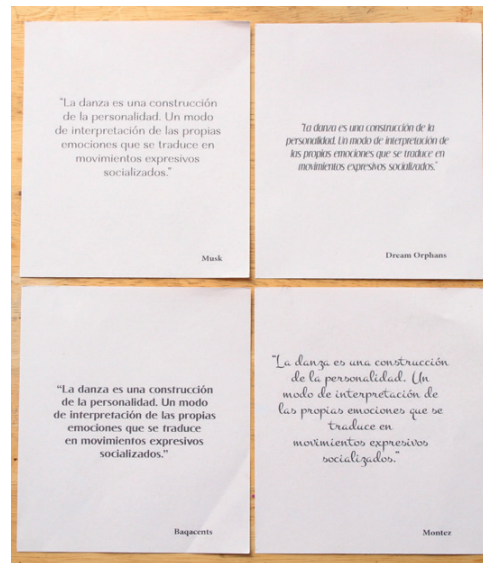 "La danza es una construcción
de la personalidad. Un modo
de interpretación de las propias
emociones que se traduce en
movimientos expresivos
socializados."
Musk
"La danza es una construcción de la
personalidad. Un modo de interpretación de
las propias emociones que se traduce en
movimientos expresivos socializados."
Dream Orphans
“La danza es una construcción
de la personalidad. Un modo
de interpretación de las propias
emociones que se traduce
en movimientos expresivos
socializados.”
Baqacents
"La danza es una construcción
de la personalidad. Un
modo de interpretación de
las propias emociones que se
traduce en
movimientos expresivos
socializados."
Montez